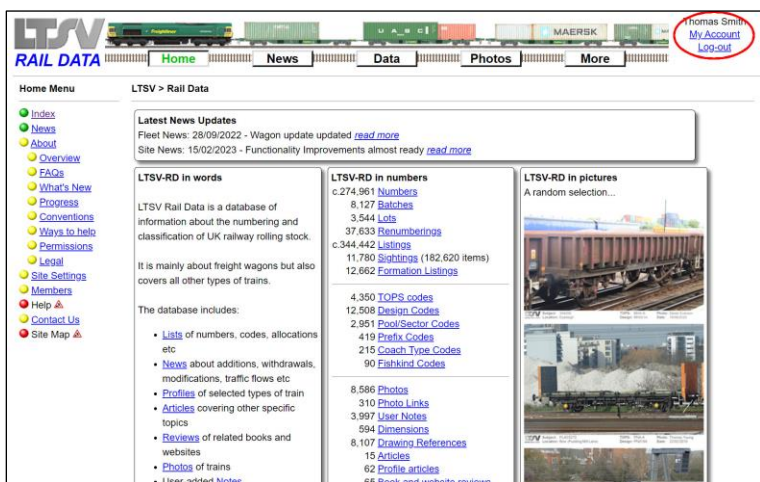 LTSV
RAIL DATA
Freightliner
UASC
MAERSK
Thomas Smith
My Account
Log-out
Home
News
Data
Photos
More
Home Menu
Index
News
About
Overview
FAQs
What's New
Progress
Conventions
Ways to help
Permissions
Legal
Site Settings
Members
Help
Contact Us
Site Map
LTSV > Rail Data
Latest News Updates
Fleet News: 28/09/2022 - Wagon update updated read more
Site News: 15/02/2023 - Functionality Improvements almost ready read more
LTSV-RD in words
LTSV Rail Data is a database of
information about the numbering and
classification of UK railway rolling stock.
It is mainly about freight wagons but also
covers all other types of trains.
The database includes:
• Lists of numbers, codes, allocations
etc
• News about additions, withdrawals,
modifications, traffic flows etc
• Profiles of selected types of train
• Articles covering other specific
topics
• Reviews of related books and
websites
• Photos of trains
• User added Notes
LTSV-RD in numbers
c.274,961 Numbers
8,127 Batches
3,544 Lots
37,633 Renumberings
c.344,442 Listings
11,780 Sightings (182,620 items)
12,662 Formation Listings
4,350 TOPS codes
12,508 Design Codes
2,951 Pool/Sector Codes
419 Prefix Codes
215 Coach Type Codes
90 Fishkind Codes
8,586 Photos
310 Photo Links
3,997 User Notes
594 Dimensions
8,107 Drawing References
15 Articles
62 Profile articles
65 Book and website reviews
LTSV-RD in pictures
A random selection...